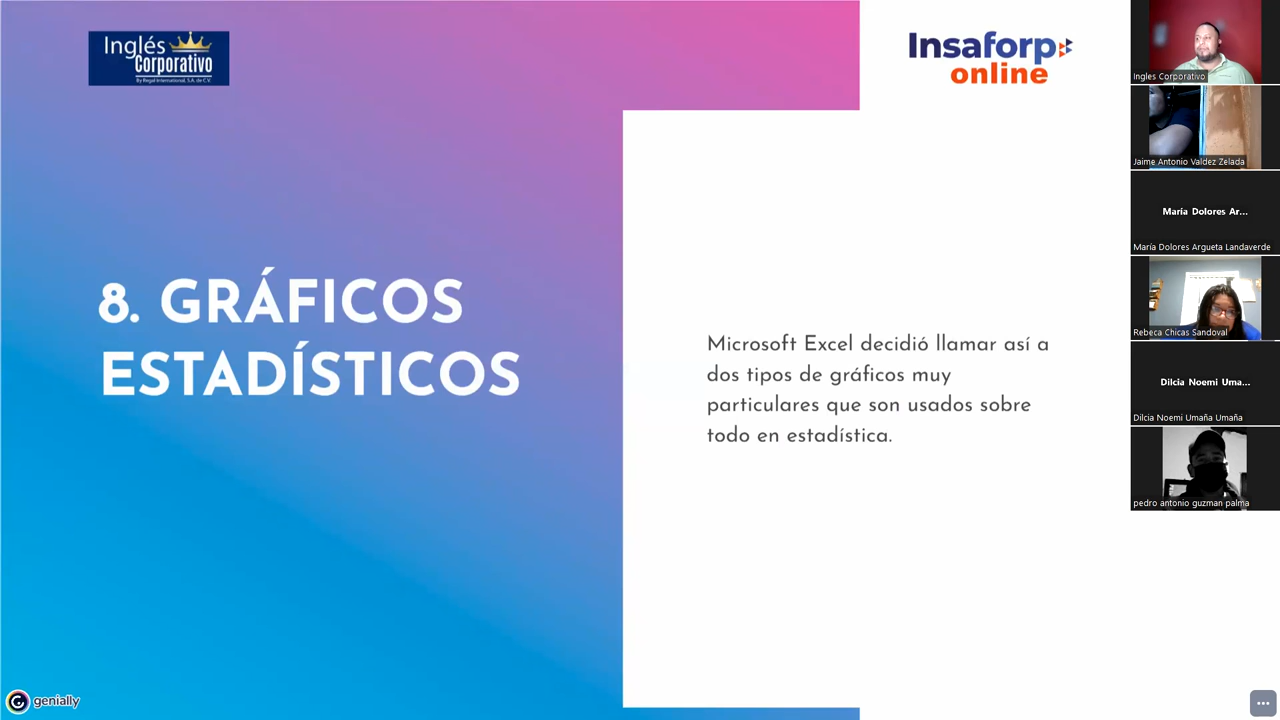 Inglés
Corporativo
By Regal International, S.A. de C.V.
Insaforp
online
8. GRÁFICOS
ESTADÍSTICOS
Microsoft Excel decidió llamar así a
dos tipos de gráficos muy
particulares que son usados sobre
todo en estadística.
genially
Ingles Corporativo
Jaime Antonio Valdez Zelada
María Dolores Ar...
María Dolores Argueta Landaverde
Rebeca Chicas Sandoval
Dilcia Noemi Uma...
Dilcia Noemi Umaña Umaña
pedro antonio guzman palma